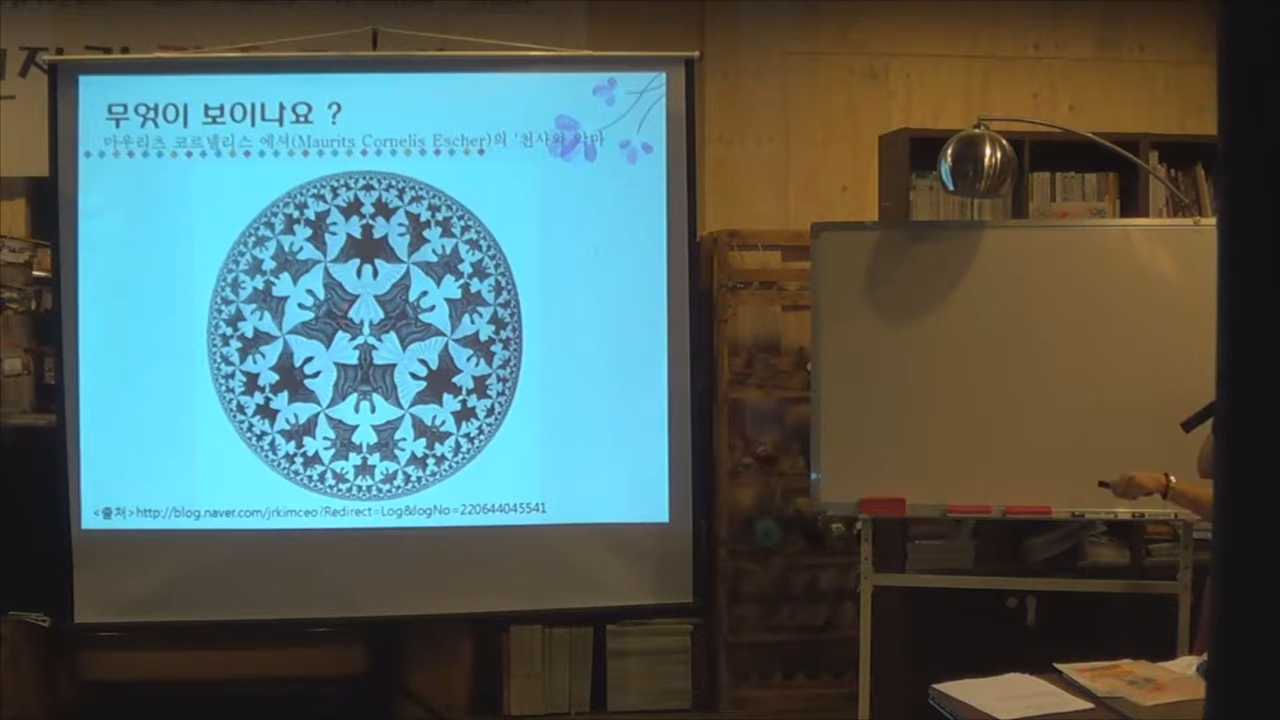 무엇이 보이나요 ?
마우리츠 코르넬리스 에셔(Maurits Cornelis Escher)의 '천사와 악마
<출처>http://blog.naver.com/jrkimceo?Redirect=Log&logNo=220644045541